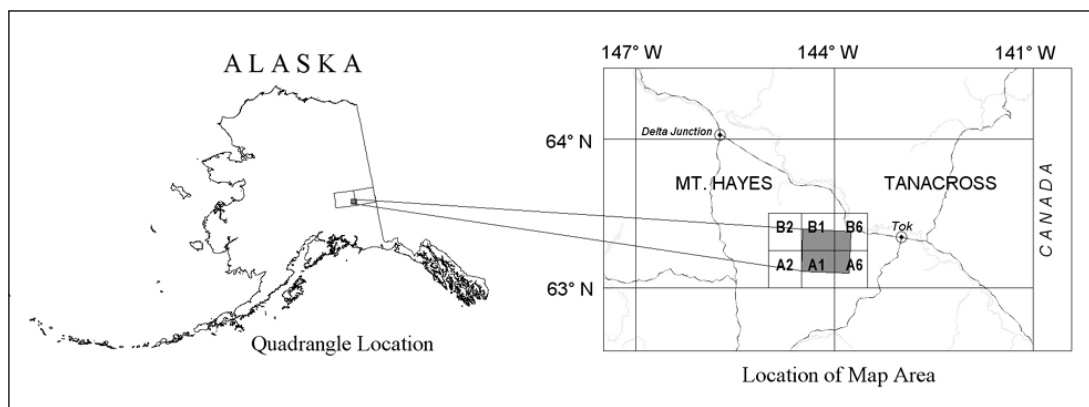 ALASKA
Quadrangle Location
147° W
144° W
141° W
64° N
63° N
Delta Junction
MT. HAYES
TANACROSS
B2
B1
B6
Tok
A2
A1
A6
CANADA
Location of Map Area